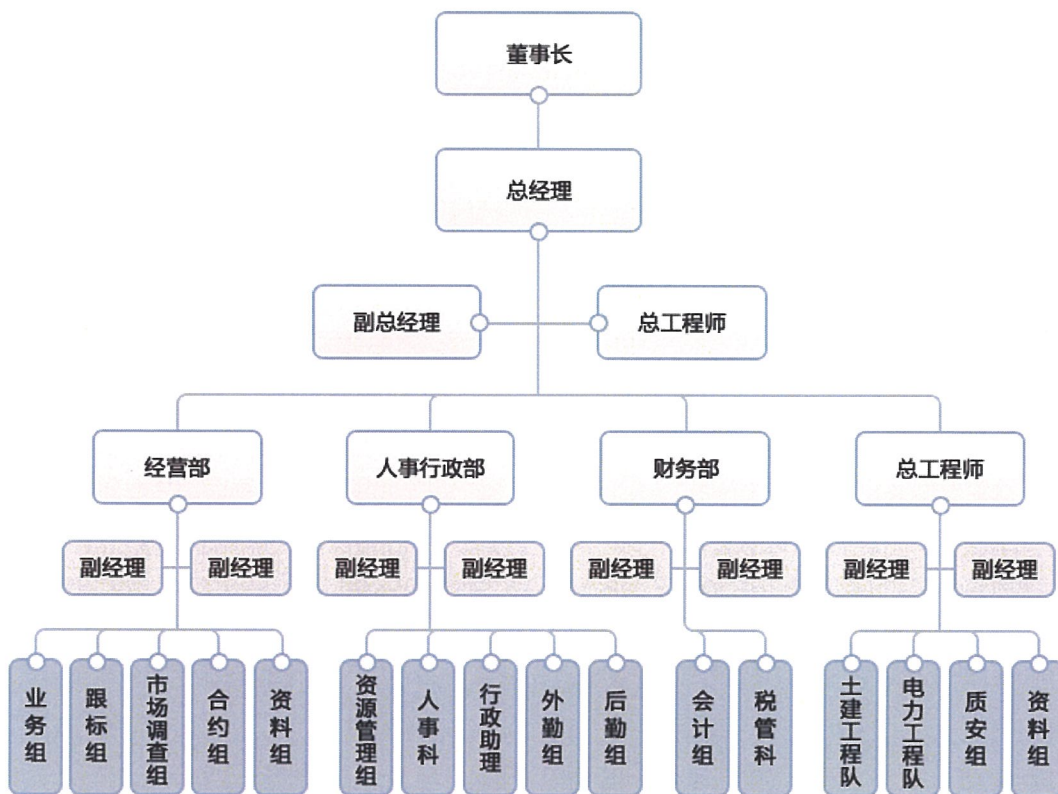 董事长
总经理
副总经理
总工程师
经营部
人事行政部
财务部
总工程师
副经理
副经理
副经理
副经理
副经理
副经理
副经理
副经理
业务组
跟标组
市场调查组
合约组
资料组
资源管理组
人事科
行政助理
外勤组
后勤组
会计组
税管科
土建工程队
电力工程队
质安组
资料组